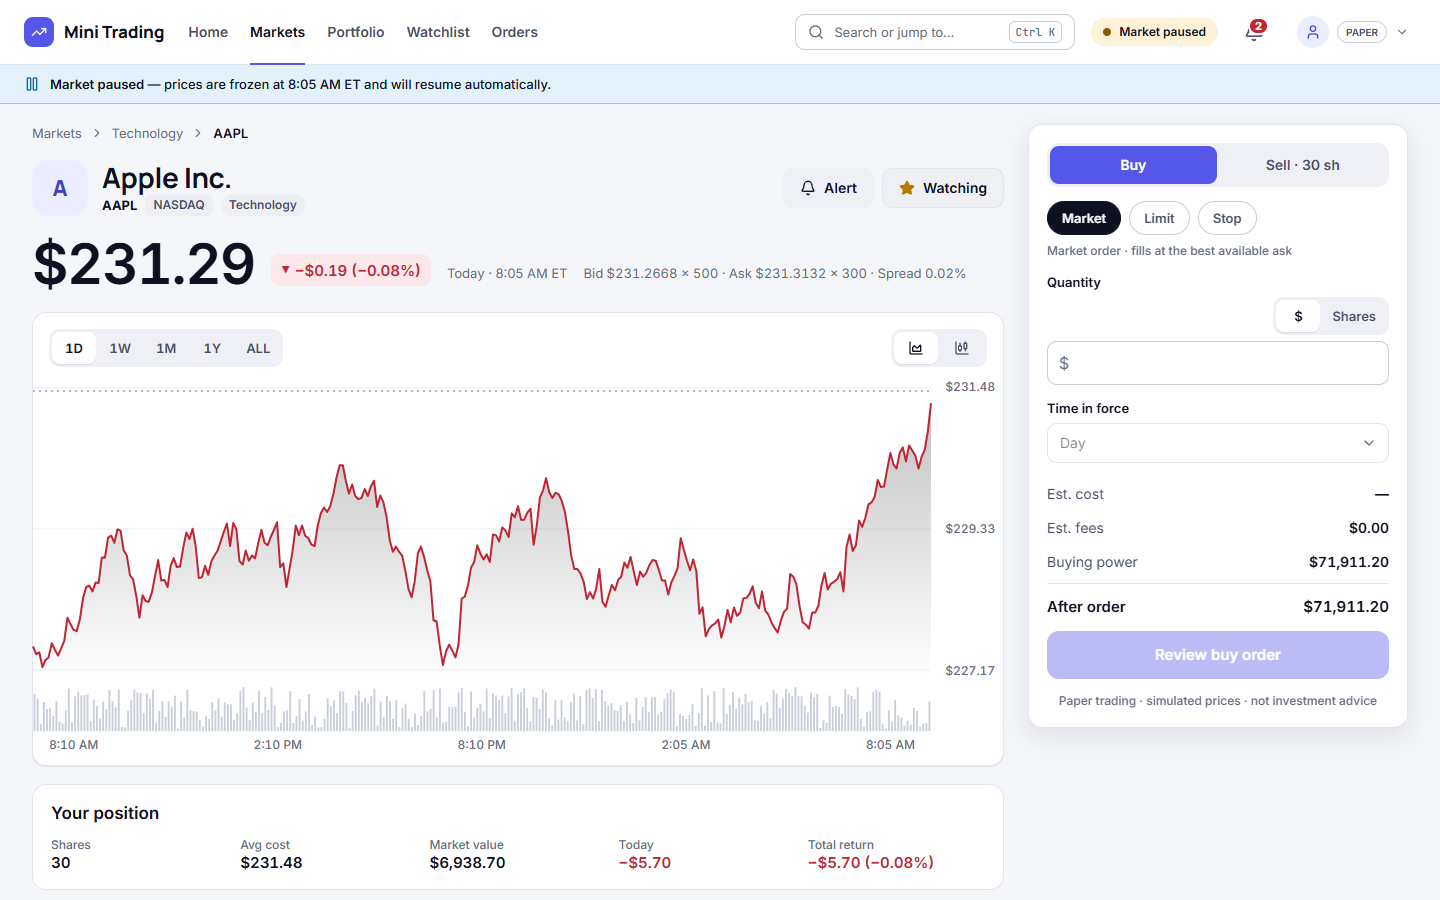 Mini Trading
Home
Markets
Portfolio
Watchlist
Orders
Search or jump to...
Ctrl K
Market paused
2
PAPER
Market paused — prices are frozen at 8:05 AM ET and will resume automatically.
Markets
Technology
AAPL
A
Apple Inc.
AAPL
NASDAQ
Technology
Alert
Watching
$231.29
−$0.19 (−0.08%)
Today · 8:05 AM ET
Bid $231.2668 × 500 · Ask $231.3132 × 300 · Spread 0.02%
1D
1W
1M
1Y
ALL
$231.48
$229.33
$227.17
8:10 AM
2:10 PM
8:10 PM
2:05 AM
8:05 AM
Your position
Shares
30
Avg cost
$231.48
Market value
$6,938.70
Today
−$5.70
Total return
−$5.70 (−0.08%)
Buy
Sell · 30 sh
Market
Limit
Stop
Market order · fills at the best available ask
Quantity
$
Shares
$
Time in force
Day
Est. cost
—
Est. fees
$0.00
Buying power
$71,911.20
After order
$71,911.20
Review buy order
Paper trading · simulated prices · not investment advice